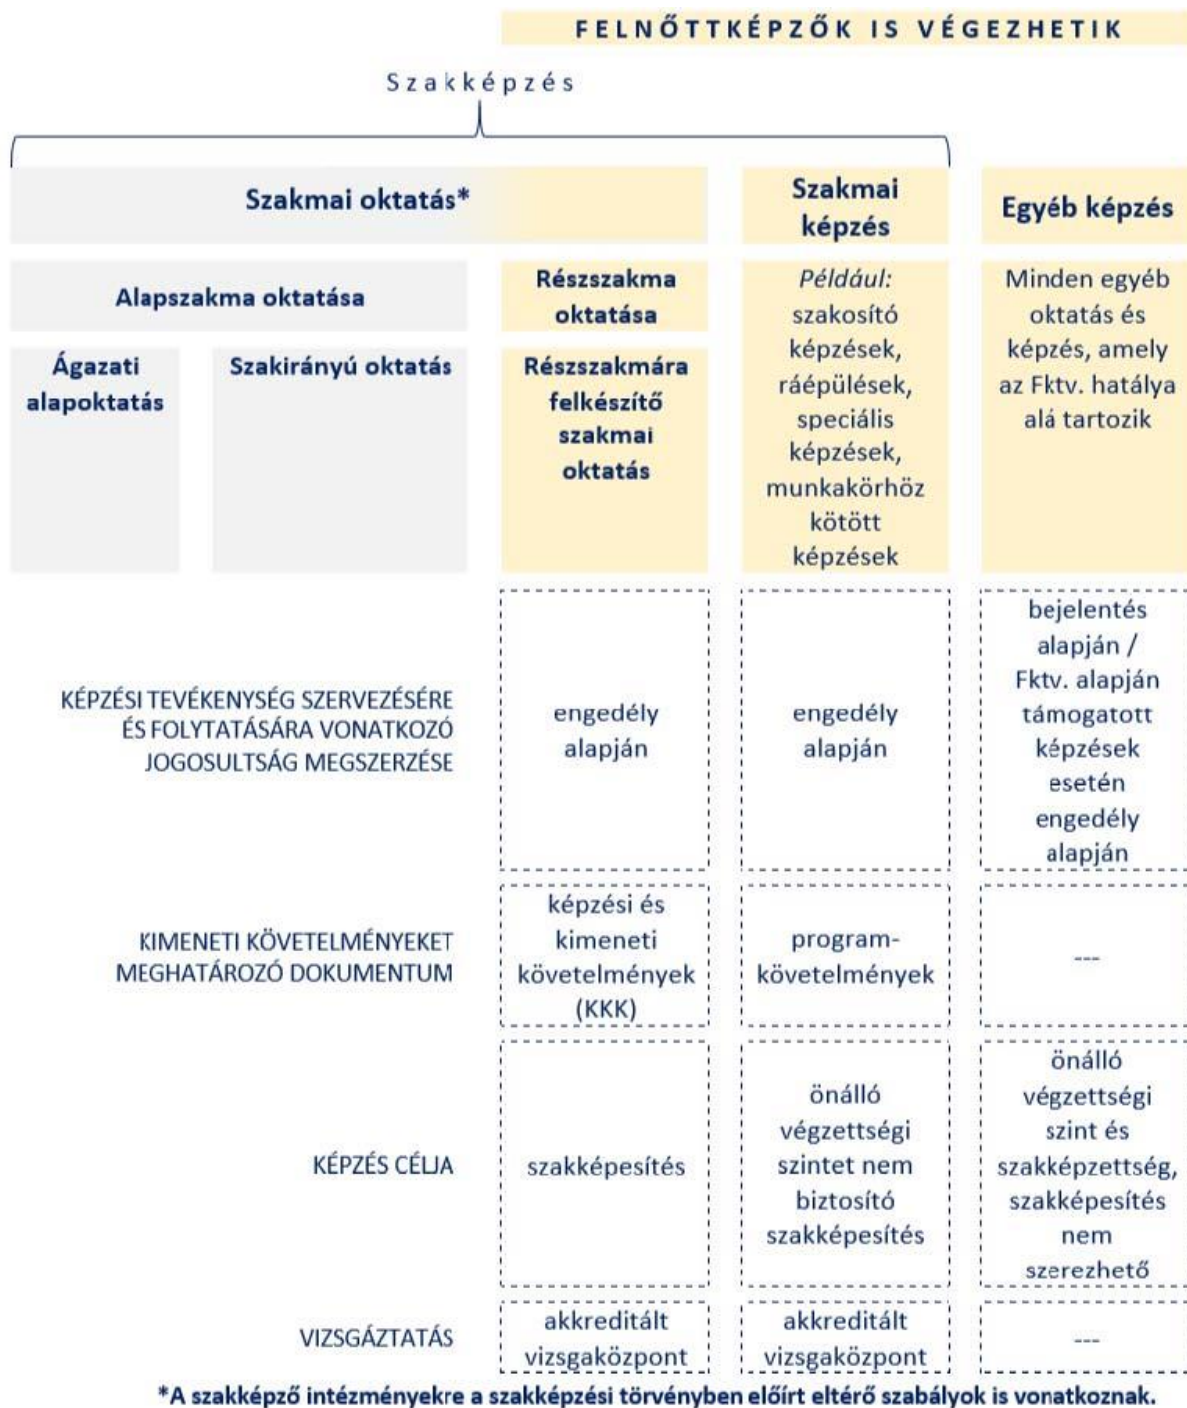 FELNŐTTKÉPZŐK IS VÉGEZHETIK
Szakképzés
Szakmai oktatás*
Szakmai
képzés
Egyéb képzés
Alapszakma oktatása
Ágazati
alapoktatás
Szakirányú oktatás
Részszakma
oktatása
Részszakmára
felkészítő
szakmai
oktatás
Például:
szakosító
képzések,
ráépülések,
speciális
képzések,
munkakörhöz
kötött
képzések
Minden egyéb
oktatás és
képzés, amely
az Fktv. hatálya
alá tartozik
KÉPZÉSI TEVÉKENYSÉG SZERVEZÉSÉRE
ÉS FOLYTATÁSÁRA VONATKOZÓ
JOGOSULTSÁG MEGSZERZÉSE
engedély
alapján
engedély
alapján
bejelentés
alapján /
Fktv. alapján
támogatott
képzések
esetén
engedély
alapján
KIMENETI KÖVETELMÉNYEKET
MEGHATÁROZÓ DOKUMENTUM
képzési és
kimeneti
követelmények
(KKK)
program-
követelmények
---
KÉPZÉS CÉLJA
szakképesítés
önálló
végzettségi
szintet nem
biztosító
szakképesítés
önálló
végzettségi
szint és
szakképzettség,
szakképesítés
nem
szerezhető
VIZSGÁZTATÁS
akkreditált
vizsgaközpont
akkreditált
vizsgaközpont
---
*A szakképző intézményekre a szakképzési törvényben előírt eltérő szabályok is vonatkoznak.